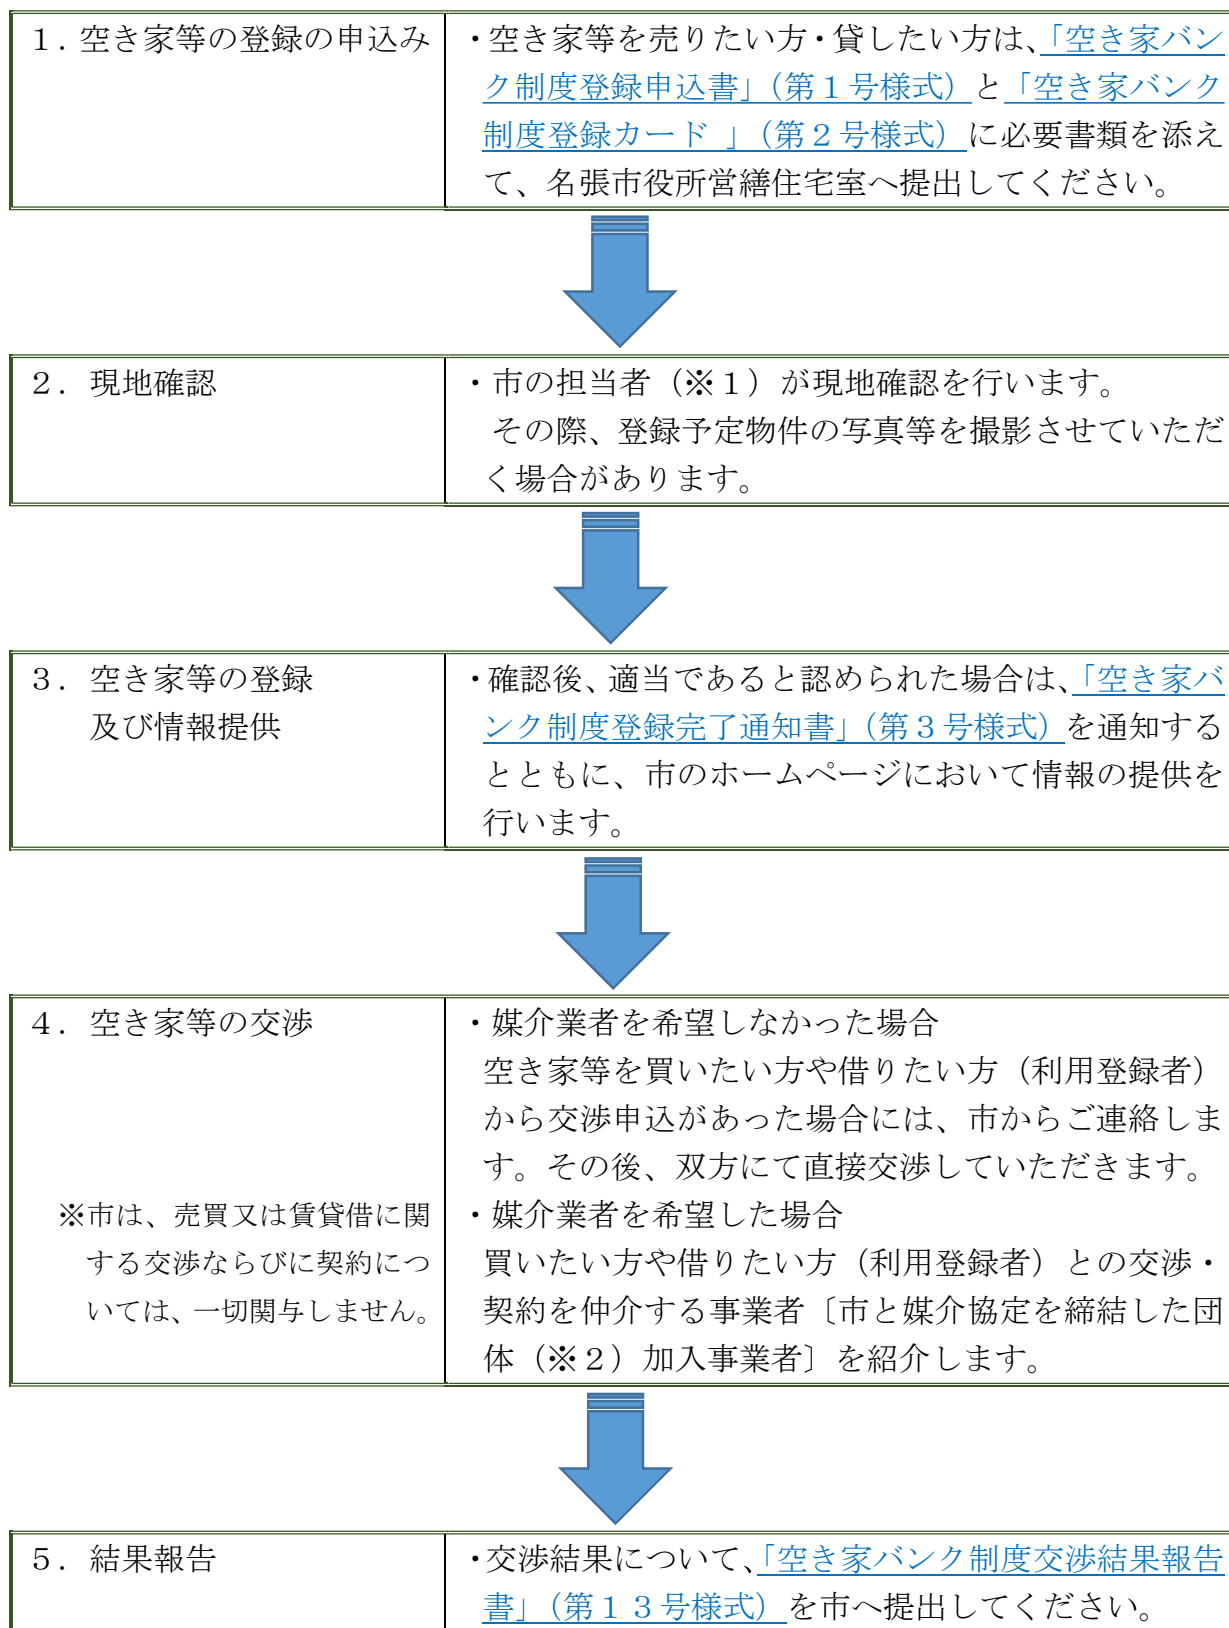 １．空き家等の登録の申込み
・空き家等を売りたい方・貸したい方は、「空き家バン
ク制度登録申込書」（第１号様式）と「空き家バンク
制度登録カード 」（第２号様式）に必要書類を添え
て、名張市役所営繕住宅室へ提出してください。
２．現地確認
・市の担当者（※１）が現地確認を行います。
その際、登録予定物件の写真等を撮影させていただ
く場合があります。
３．空き家等の登録
及び情報提供
・確認後、適当であると認められた場合は、「空き家バ
ンク制度登録完了通知書」（第３号様式）を通知する
とともに、市のホームページにおいて情報の提供を
行います。
４．空き家等の交渉
※市は、売買又は賃貸借に関
する交渉ならびに契約につ
いては、一切関与しません。
・媒介業者を希望しなかった場合
空き家等を買いたい方や借りたい方（利用登録者）
から交渉申込があった場合には、市からご連絡しま
す。その後、双方にて直接交渉していただきます。
・媒介業者を希望した場合
買いたい方や借りたい方（利用登録者）との交渉・
契約を仲介する事業者〔市と媒介協定を締結した団
体（※２）加入事業者〕を紹介します。
５．結果報告
・交渉結果について、「空き家バンク制度交渉結果報告
書」（第１３号様式）を市へ提出してください。